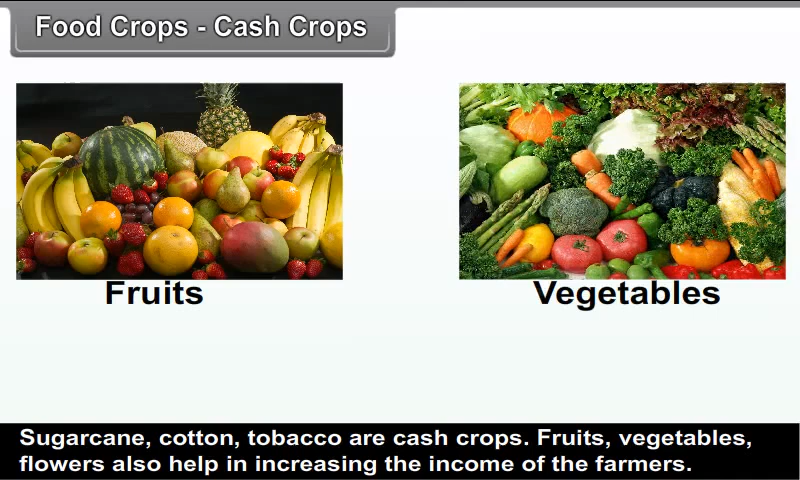 Food Crops - Cash Crops
Fruits
Vegetables
Sugarcane, cotton, tobacco are cash crops. Fruits, vegetables,
flowers also help in increasing the income of the farmers.